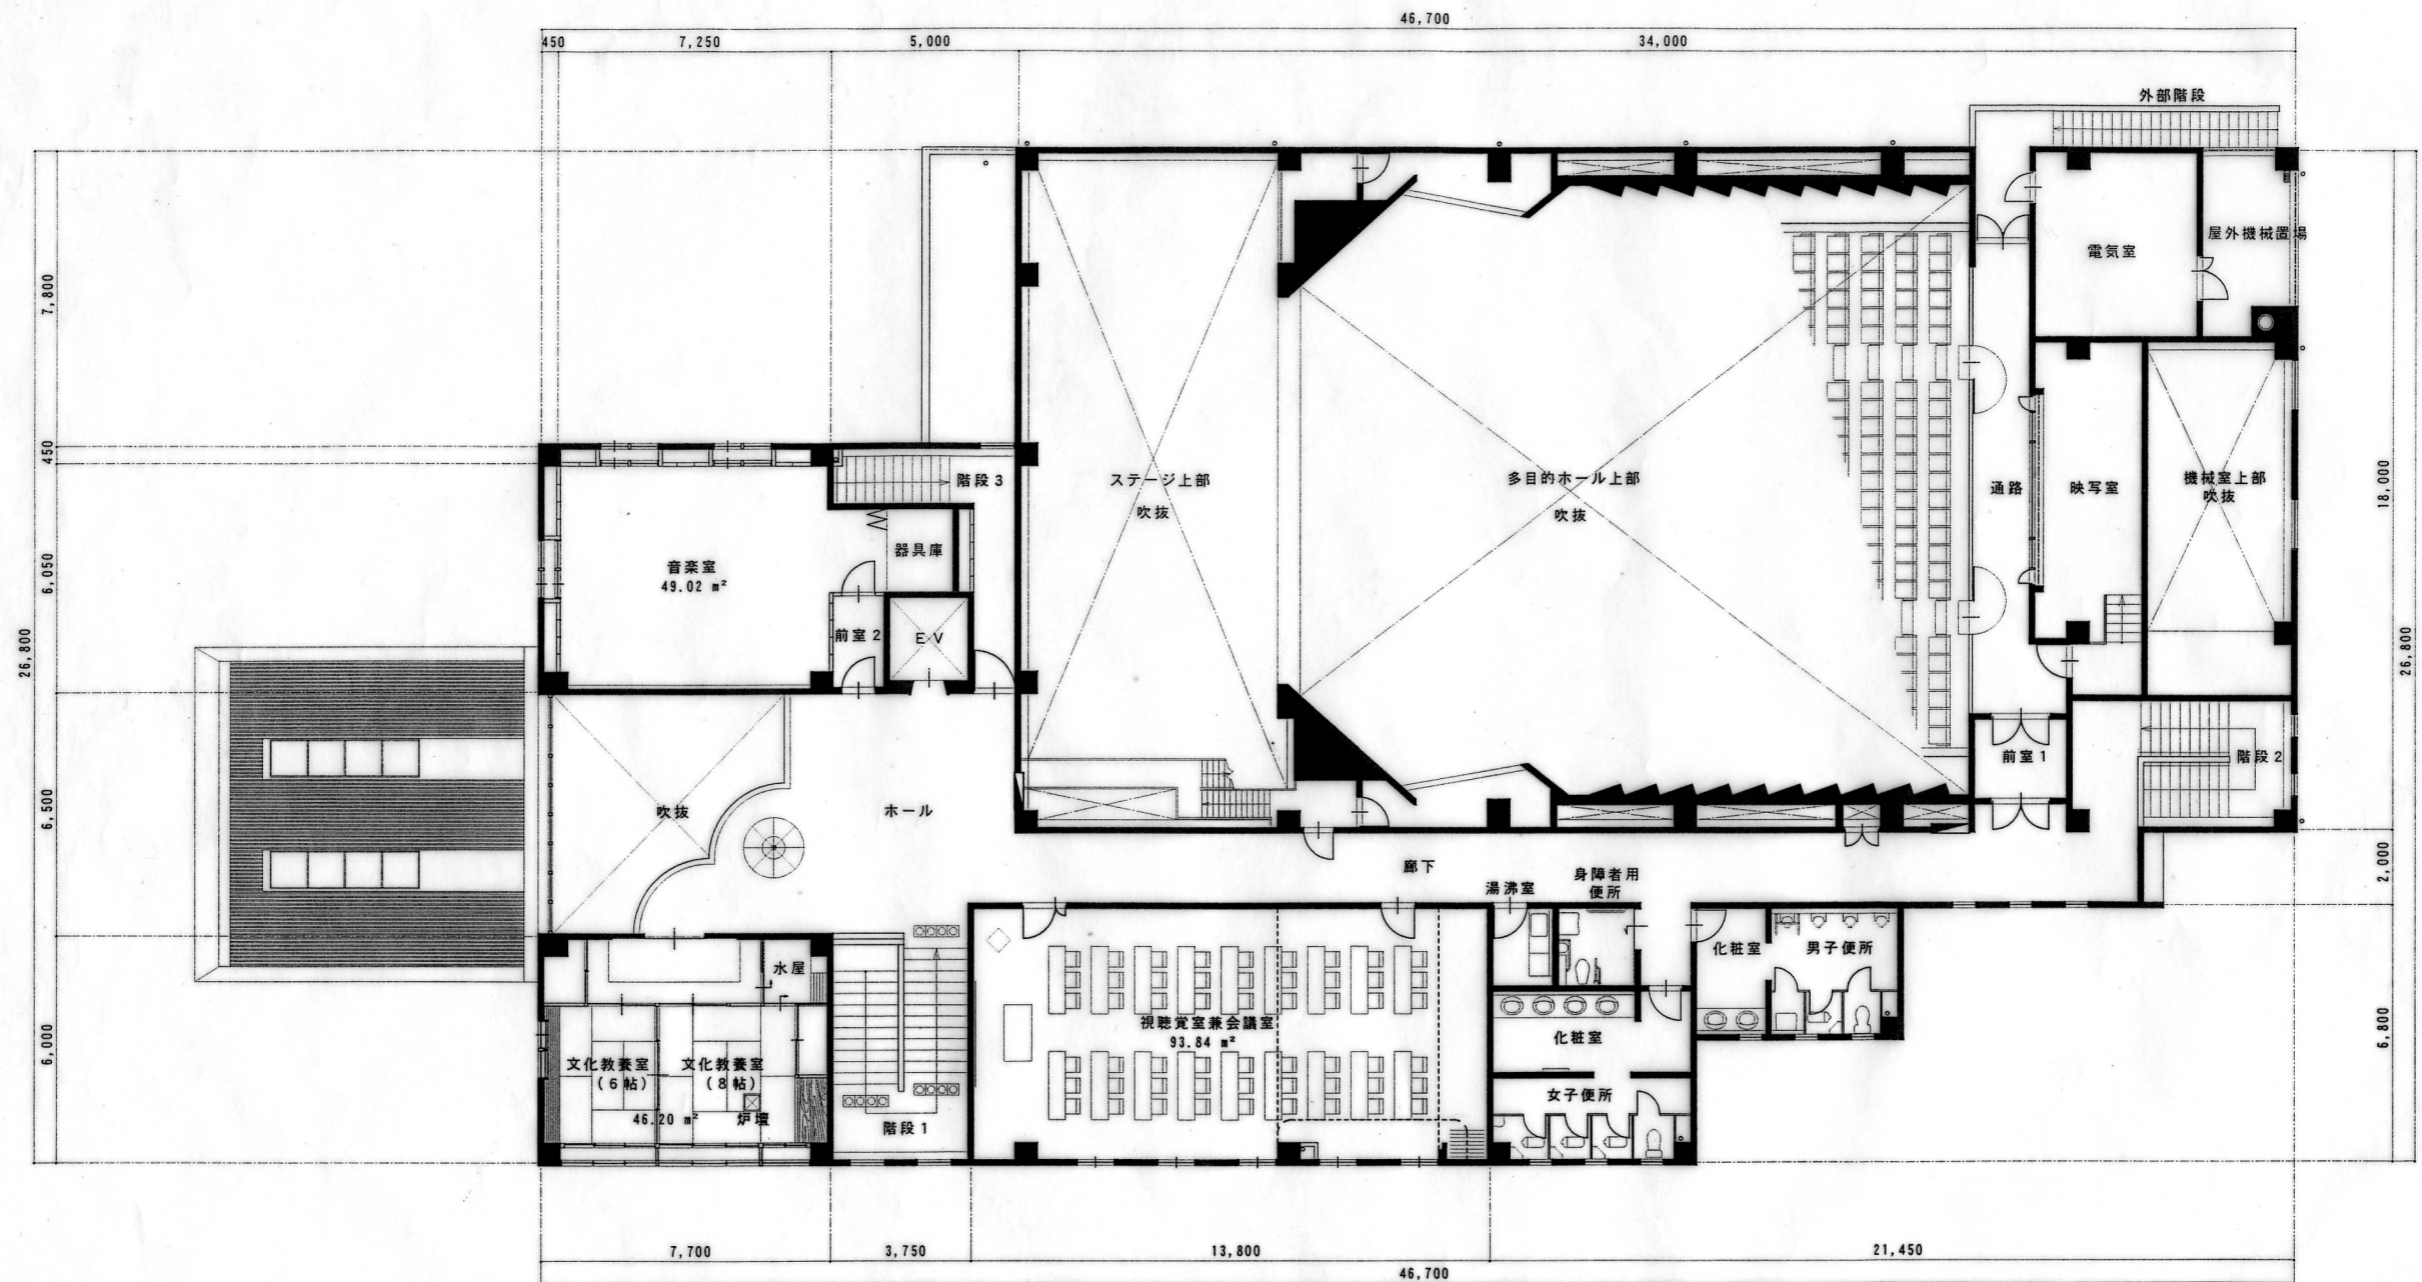 46,700
450
7,250
5,000
34,000
外部階段
7,800
450
6,050
26,800
6,500
6,000
電気室
屋外機械置場
階段3
ステージ上部
吹抜
多目的ホール上部
吹抜
通路
映写室
機械室上部
吹抜
18,000
器具庫
音楽室
49.02 m²
前室2
EV
26,800
吹抜
ホール
前室1
階段2
廊下
2,000
湯沸室
身障者用
便所
水屋
化粧室
男子便所
視聴覚室兼会議室
93.84 m²
化粧室
6,800
文化教養室
(6帖)
文化教養室
(8帖)
46.20 m²
炉壇
女子便所
階段1
7,700
3,750
13,800
21,450
46,700